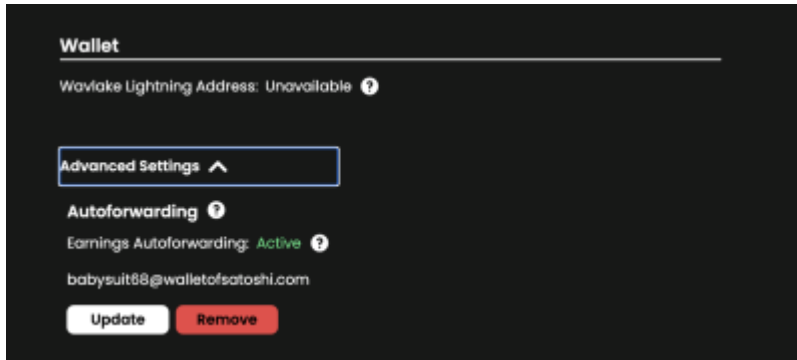 Wallet
Wavlake Lightning Address: Unavailable ?
Advanced Settings
Autoforwarding ?
Earnings Autoforwarding: Active ?
babysuit68@walletofsatoshi.com
Update Remove